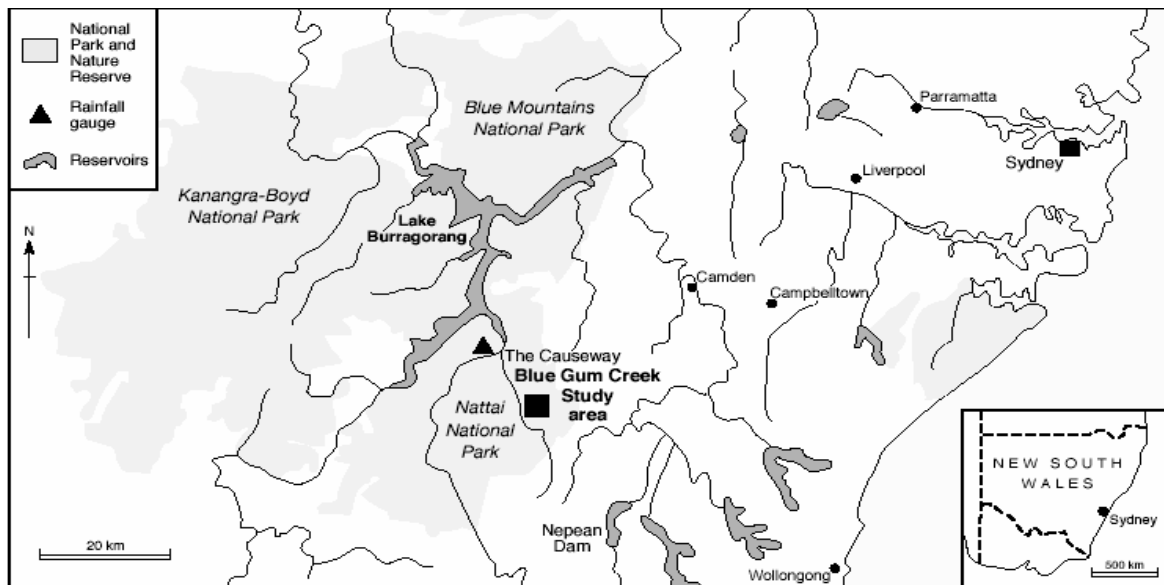 National
Park and
Nature
Reserve
Rainfall
gauge
Reservoirs
N
Blue Mountains
National Park
Kanangra-Boyd
National Park
Lake
Burragorang
Parramatta
Sydney
Liverpool
Camden
Campbelltown
The Causeway
Blue Gum Creek
Study
area
Nattai
National
Park
Nepean
Dam
Wollongong
20 km
NEW SOUTH
WALES
Sydney
500 km